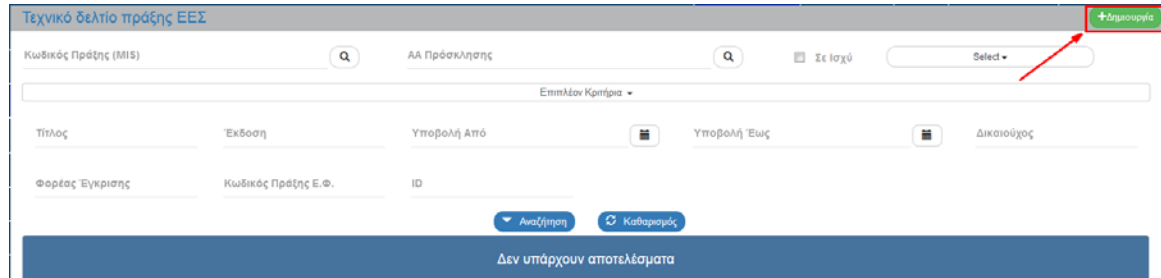 Τεχνικό δελτίο πράξης ΕΕΣ +Δημιουργία
Κωδικός Πράξης (MIS) ΑΑ Πρόσκλησης Σε Ισχύ Select
Επιπλέον Κριτήρια
Τίτλος Έκδοση Υποβολή Από Υποβολή Έως Δικαιούχος
Φορέας Έγκρισης Κωδικός Πράξης Ε.Φ. ID
Αναζήτηση Καθαρισμός
Δεν υπάρχουν αποτελέσματα